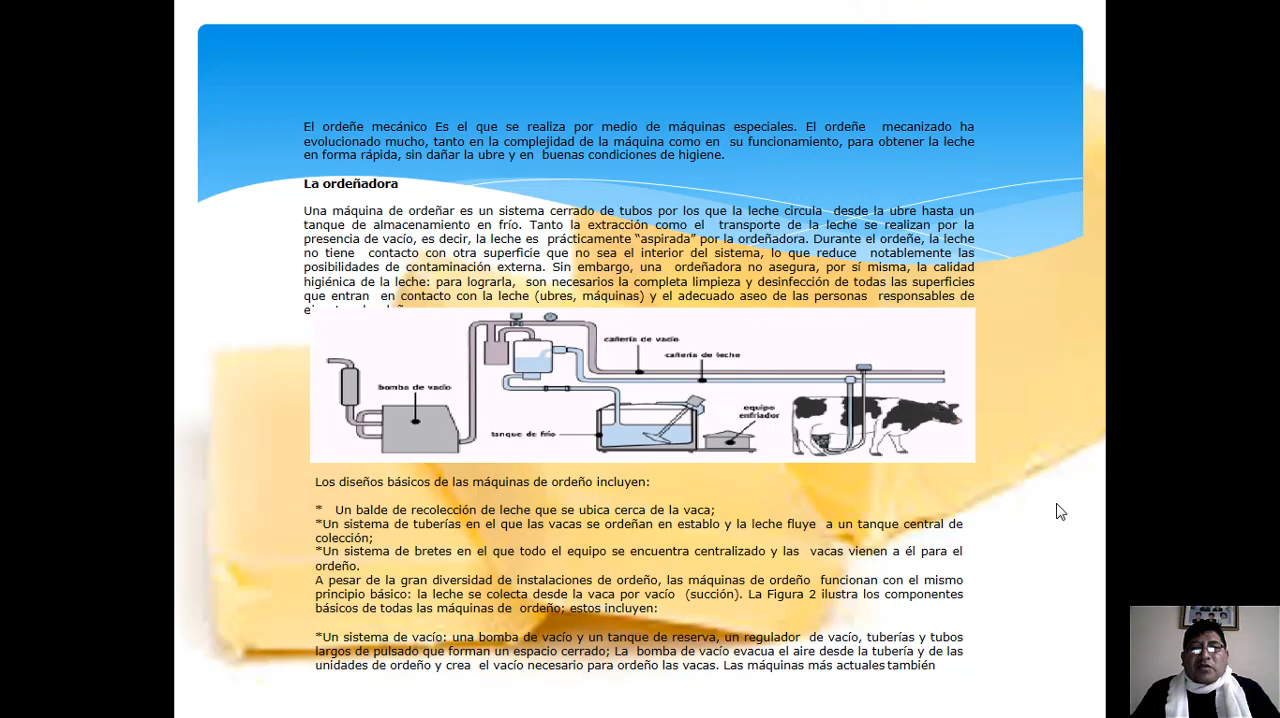 El ordeñe mecánico Es el que se realiza por medio de máquinas especiales. El ordeñe mecanizado ha
evolucionado mucho, tanto en la complejidad de la máquina como en su funcionamiento, para obtener la leche
en forma rápida, sin dañar la ubre y en buenas condiciones de higiene.
La ordeñadora
Una máquina de ordeñar es un sistema cerrado de tubos por los que la leche circula desde la ubre hasta un
tanque de almacenamiento en frío. Tanto la extracción como el transporte de la leche se realizan por la
presencia de vacío, es decir, la leche es prácticamente “aspirada” por la ordeñadora. Durante el ordeñe, la leche
no tiene contacto con otra superficie que no sea el interior del sistema, lo que reduce notablemente las
posibilidades de contaminación externa. Sin embargo, una ordeñadora no asegura, por sí misma, la calidad
higiénica de la leche: para lograrla, son necesarios la completa limpieza y desinfección de todas las superficies
que entran en contacto con la leche (ubres, máquinas) y el adecuado aseo de las personas responsables de
cañería de vacío
cañería de leche
bomba de vacío
equipo
enfriador
tanque de frío
Los diseños básicos de las máquinas de ordeño incluyen:
* Un balde de recolección de leche que se ubica cerca de la vaca;
*Un sistema de tuberías en el que las vacas se ordeñan en establo y la leche fluye a un tanque central de
colección;
*Un sistema de bretes en el que todo el equipo se encuentra centralizado y las vacas vienen a él para el
ordeño.
A pesar de la gran diversidad de instalaciones de ordeño, las máquinas de ordeño funcionan con el mismo
principio básico: la leche se colecta desde la vaca por vacío (succión). La Figura 2 ilustra los componentes
básicos de todas las máquinas de ordeño; estos incluyen:
*Un sistema de vacío: una bomba de vacío y un tanque de reserva, un regulador de vacío, tuberías y tubos
largos de pulsado que forman un espacio cerrado; La bomba de vacío evacua el aire desde la tubería y de las
unidades de ordeño y crea el vacío necesario para ordeño las vacas. Las máquinas más actuales también